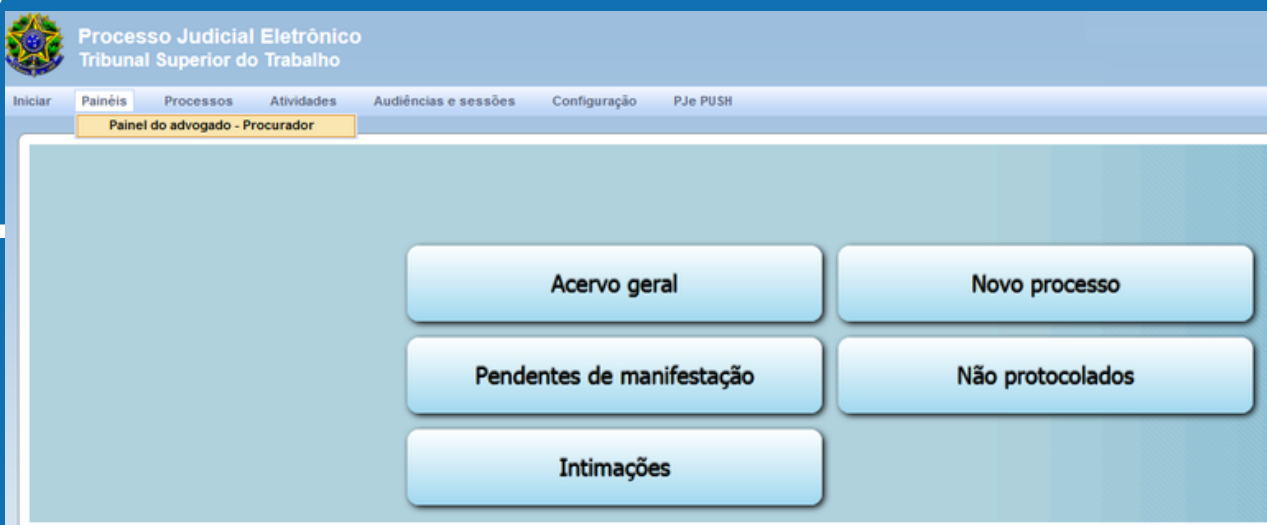 Processo Judicial Eletrônico
Tribunal Superior do Trabalho
Iniciar Painéis Processos Atividades Audiências e sessões Configuração PJe PUSH
Painel do advogado - Procurador
Acervo geral Novo processo
Pendentes de manifestação Não protocolados
Intimações